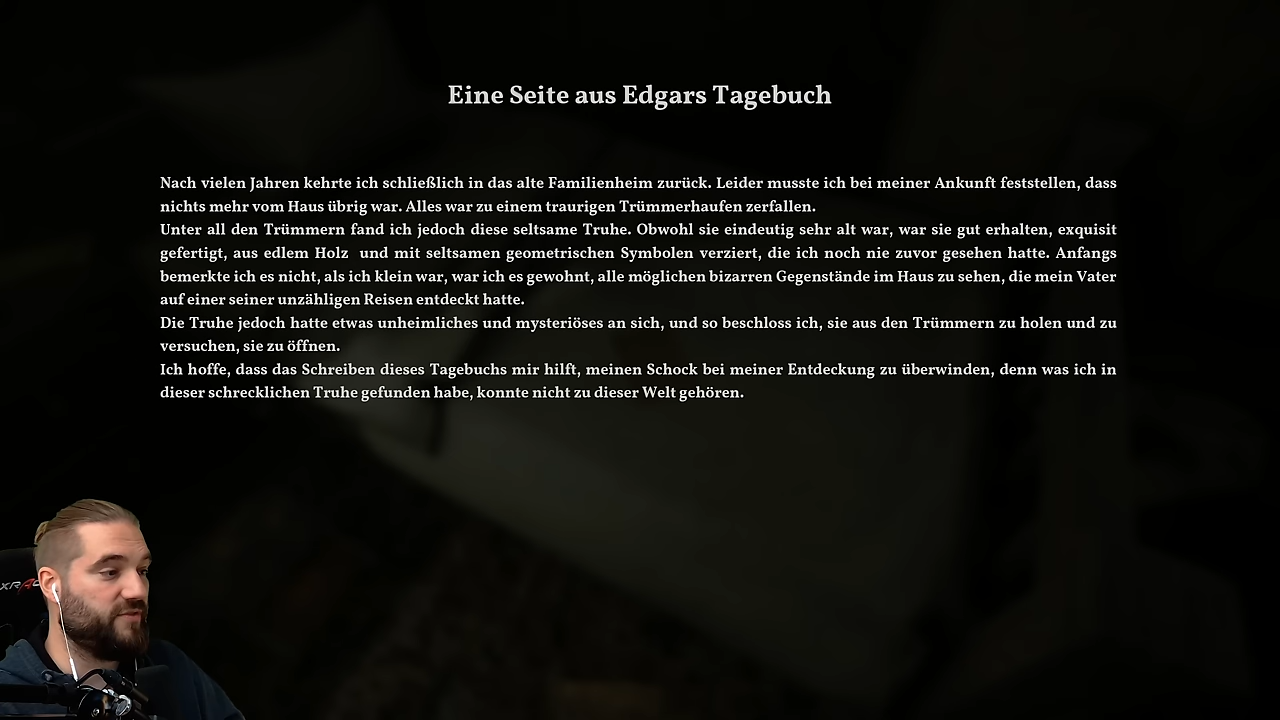 Eine Seite aus Edgars Tagebuch
Nach vielen Jahren kehrte ich schließlich in das alte Familienheim zurück. Leider musste ich bei meiner Ankunft feststellen, dass
nichts mehr vom Haus übrig war. Alles war zu einem traurigen Trümmerhaufen zerfallen.
Unter all den Trümmern fand ich jedoch diese seltsame Truhe. Obwohl sie eindeutig sehr alt war, war sie gut erhalten, exquisit
gefertigt, aus edlem Holz  und mit seltsamen geometrischen Symbolen verziert, die ich noch nie zuvor gesehen hatte. Anfangs
bemerkte ich es nicht, als ich klein war, war ich es gewohnt, alle möglichen bizarren Gegenstände im Haus zu sehen, die mein Vater
auf einer seiner unzähligen Reisen entdeckt hatte.
Die Truhe jedoch hatte etwas unheimliches und mysteriöses an sich, und so beschloss ich, sie aus den Trümmern zu holen und zu
versuchen, sie zu öffnen.
Ich hoffe, dass das Schreiben dieses Tagebuchs mir hilft, meinen Schock bei meiner Entdeckung zu überwinden, denn was ich in
dieser schrecklichen Truhe gefunden habe, konnte nicht zu dieser Welt gehören.